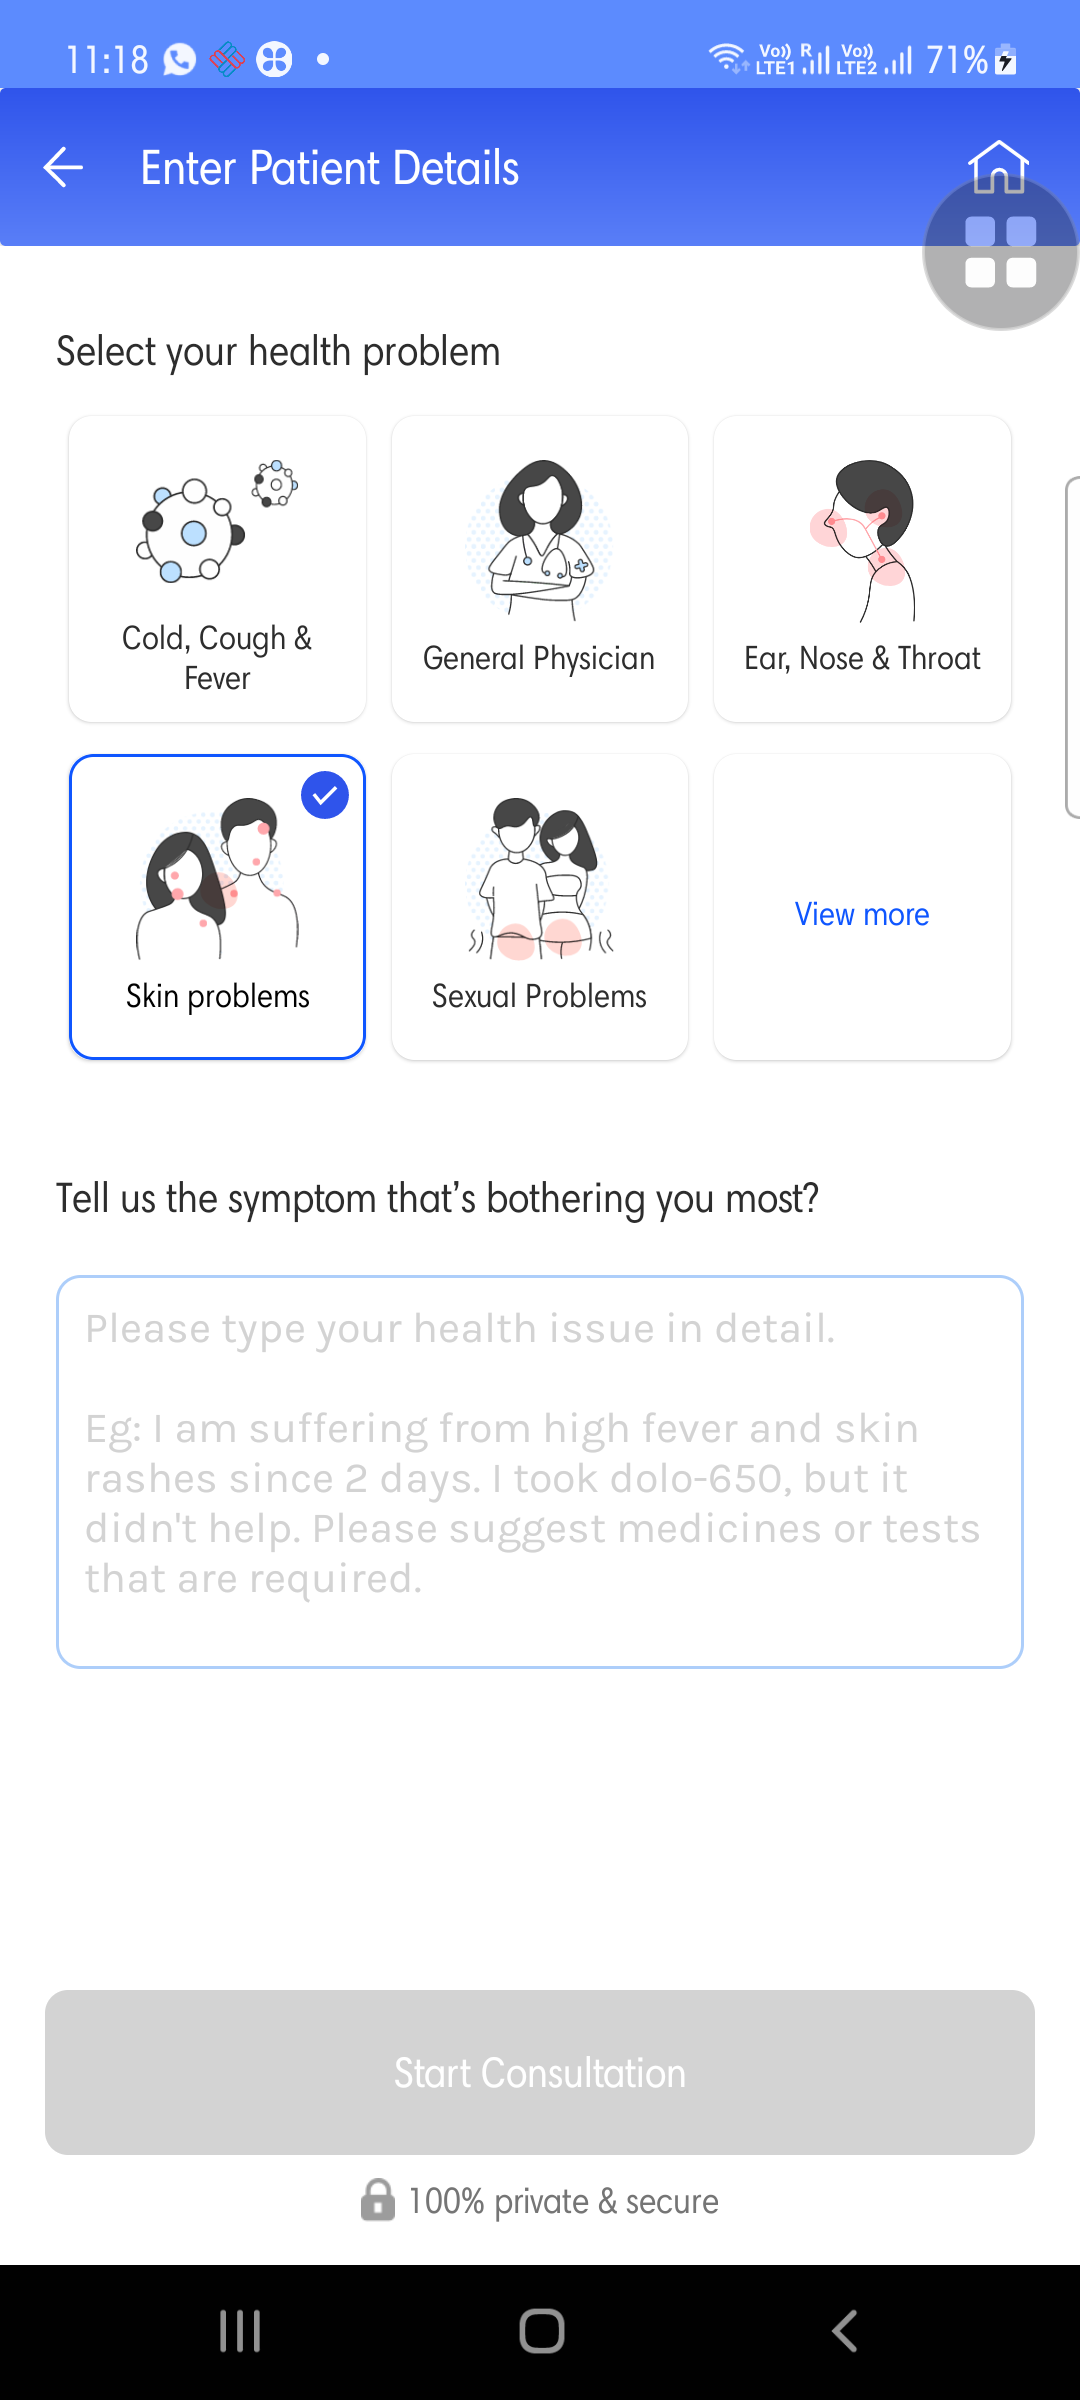 11:18
Vo)) R Vo))
LTE1 LTE2 71%
Enter Patient Details
Select your health problem
Cold, Cough &
Fever
General Physician
Ear, Nose & Throat
Skin problems
Sexual Problems
View more
Tell us the symptom that’s bothering you most?
Please type your health issue in detail.
Eg: I am suffering from high fever and skin
rashes since 2 days. I took dolo-650, but it
didn't help. Please suggest medicines or tests
that are required.
Start Consultation
100% private & secure